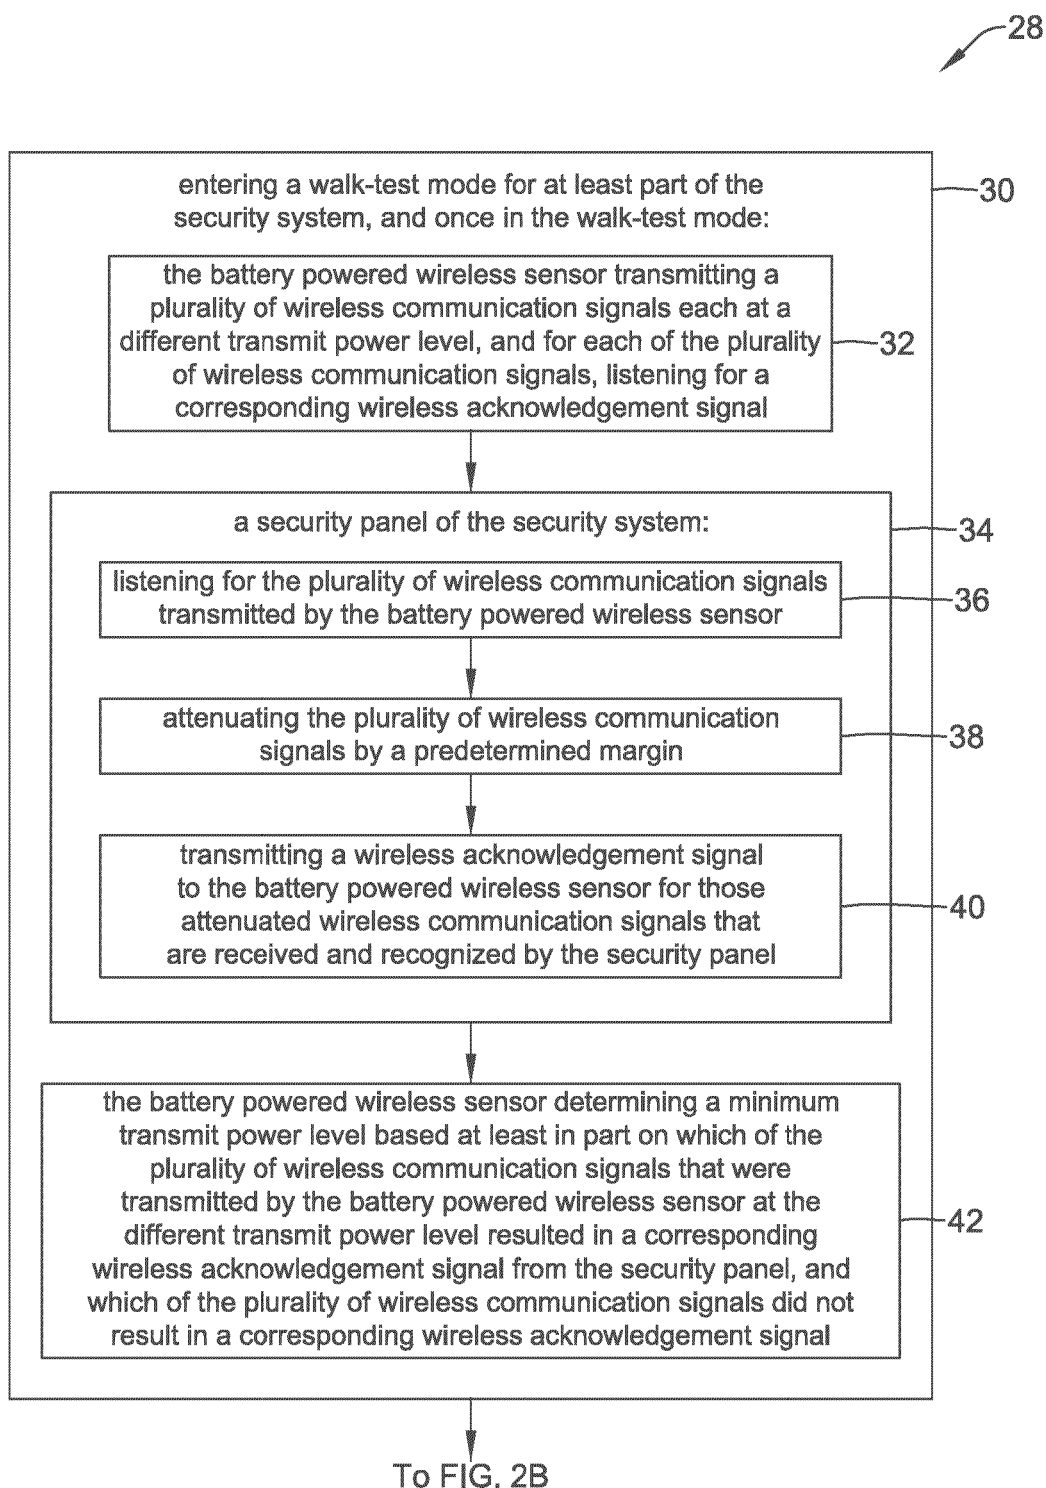 28
entering a walk-test mode for at least part of the
security system, and once in the walk-test mode:
30
the battery powered wireless sensor transmitting a
plurality of wireless communication signals each at a
different transmit power level, and for each of the plurality
of wireless communication signals, listening for a
corresponding wireless acknowledgement signal
32
a security panel of the security system:
34
listening for the plurality of wireless communication signals
transmitted by the battery powered wireless sensor
36
attenuating the plurality of wireless communication
signals by a predetermined margin
38
transmitting a wireless acknowledgement signal
to the battery powered wireless sensor for those
attenuated wireless communication signals that
are received and recognized by the security panel
40
the battery powered wireless sensor determining a minimum
transmit power level based at least in part on which of the
plurality of wireless communication signals that were
transmitted by the battery powered wireless sensor at the
different transmit power level resulted in a corresponding
wireless acknowledgement signal from the security panel, and
which of the plurality of wireless communication signals did not
result in a corresponding wireless acknowledgement signal
42
To FIG. 2B